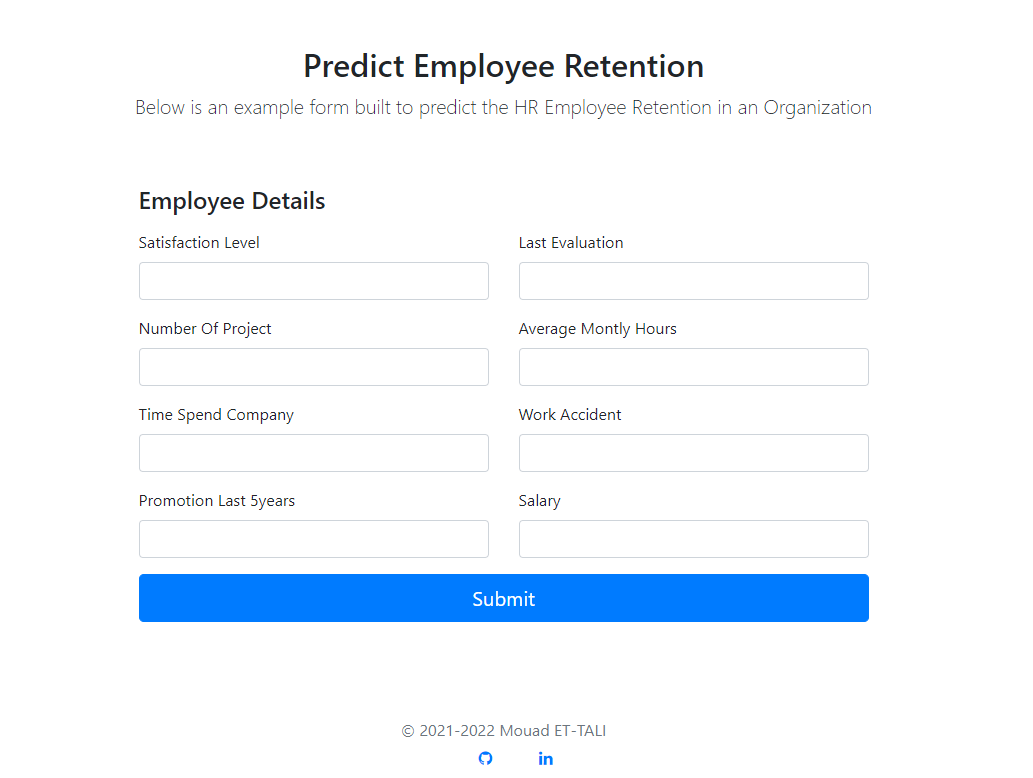 Predict Employee Retention
Below is an example form built to predict the HR Employee Retention in an Organization
Employee Details
Satisfaction Level
Last Evaluation
Number Of Project
Average Montly Hours
Time Spend Company
Work Accident
Promotion Last 5years
Salary
Submit
© 2021-2022 Mouad ET-TALI